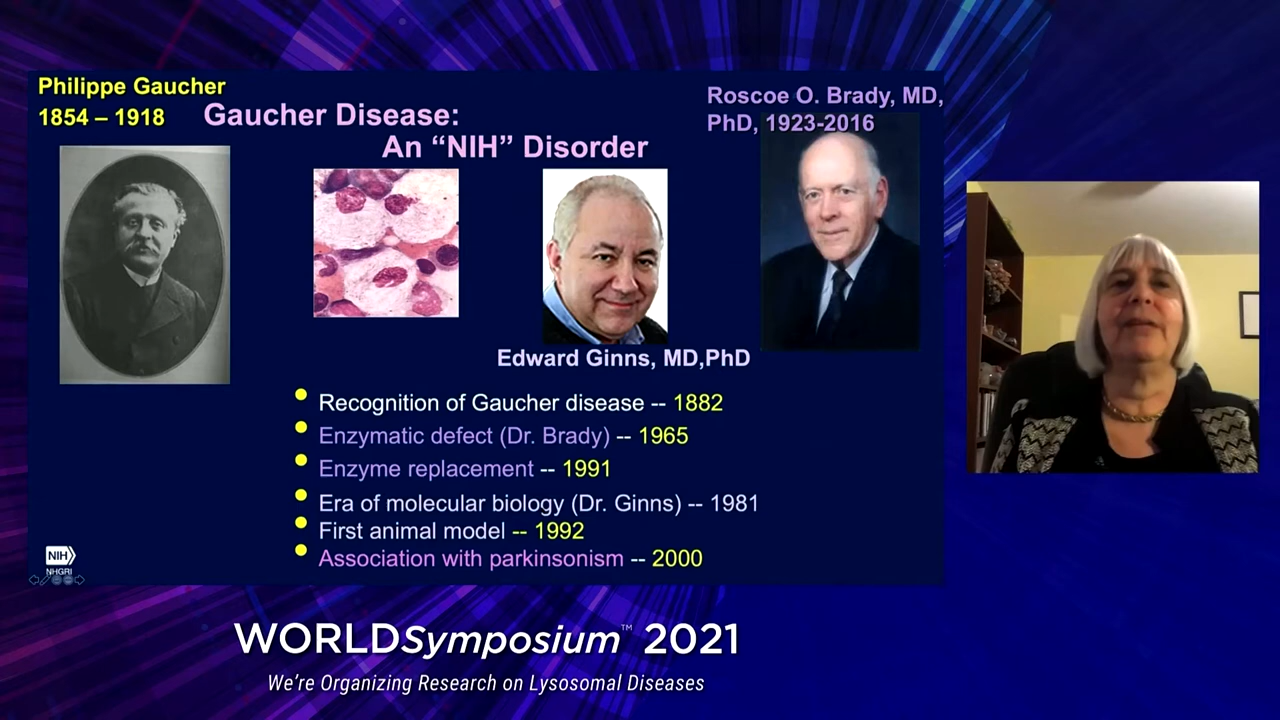 Philippe Gaucher
1854 – 1918
Gaucher Disease:
An “NIH” Disorder
Roscoe O. Brady, MD,
PhD, 1923-2016
Edward Ginns, MD,PhD
Recognition of Gaucher disease -- 1882
Enzymatic defect (Dr. Brady) -- 1965
Enzyme replacement -- 1991
Era of molecular biology (Dr. Ginns) -- 1981
First animal model -- 1992
Association with parkinsonism -- 2000
NIH
NHGRI
WORLDSymposium™ 2021
We're Organizing Research on Lysosomal Diseases